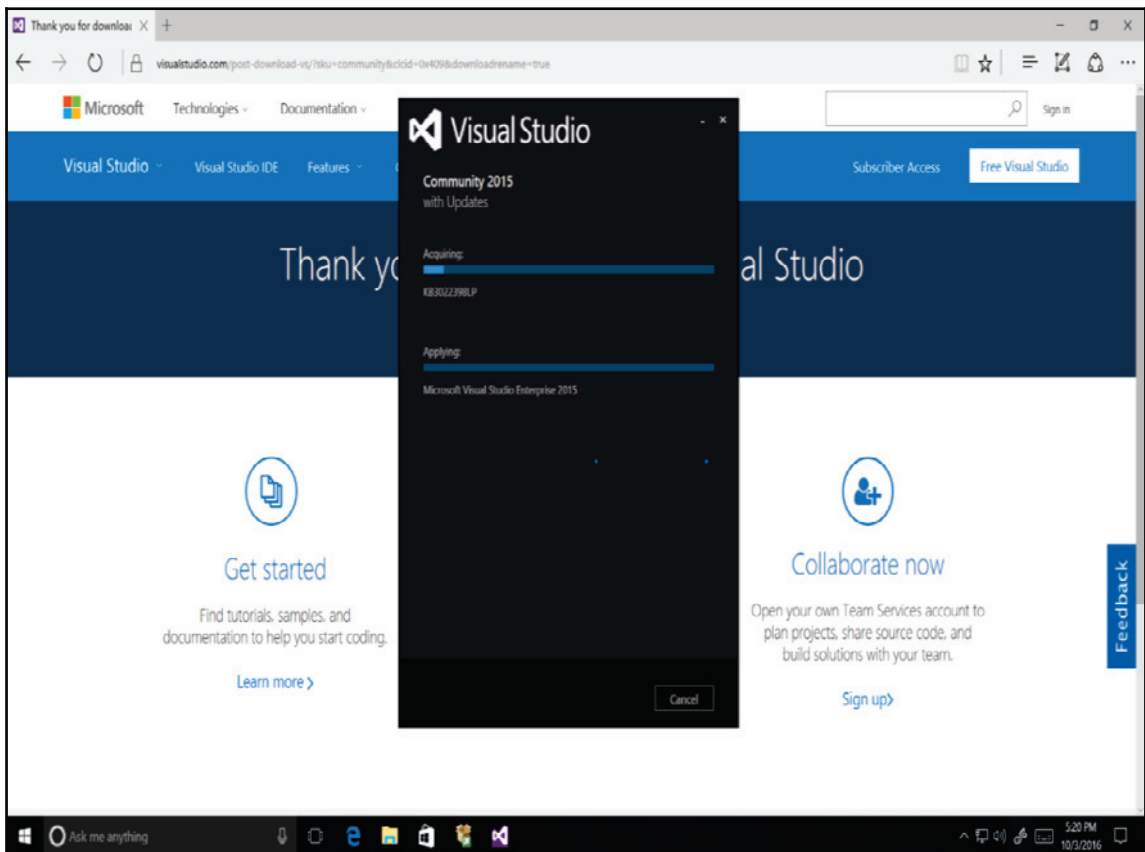 Thank you for downloac
visualstudio.com/post-download-vs/?sku=community&clcid=0x409&downloadrename=true
Microsoft Technologies Documentation
Sign in
Visual Studio Visual Studio IDE Features
Subscriber Access Free Visual Studio
Visual Studio
Community 2015
with Updates
Acquiring:
KB3022398LP
Applying:
Microsoft Visual Studio Enterprise 2015
Cancel
Thank yo
al Studio
Get started
Find tutorials, samples, and
documentation to help you start coding.
Learn more
Collaborate now
Open your own Team Services account to
plan projects, share source code, and
build solutions with your team.
Sign up
Feedback
Ask me anything
5:20 PM
10/3/2016